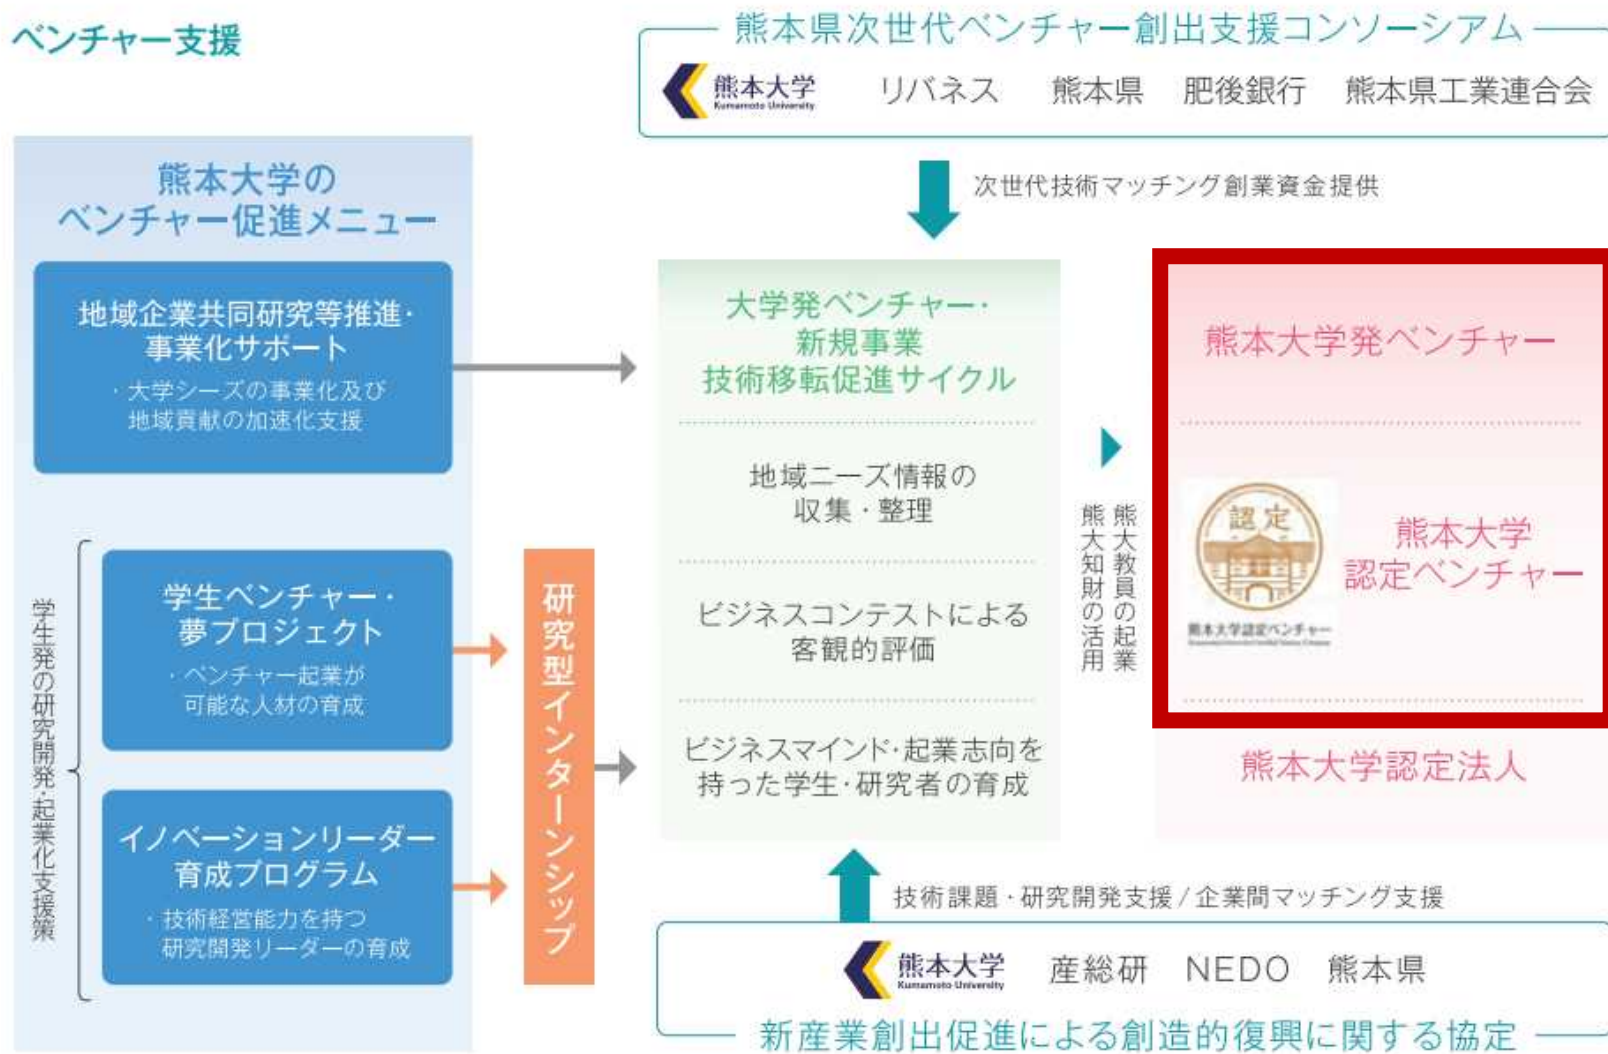 ベンチャー支援
熊本県次世代ベンチャー創出支援コンソーシアム
熊本大学 リバネス 熊本県 肥後銀行 熊本県工業連合会
Kumamoto University
次世代技術マッチング創業資金提供
熊本大学の
ベンチャー促進メニュー
地域企業共同研究等推進・
事業化サポート
・大学シーズの事業化及び
地域貢献の加速化支援
学生発の研究開発・起業化支援策
学生ベンチャー・
夢プロジェクト
・ベンチャー起業が
可能な人材の育成
イノベーションリーダー
育成プログラム
・技術経営能力を持つ
研究開発リーダーの育成
研究型インターンシップ
大学発ベンチャー・
新規事業
技術移転促進サイクル
地域ニーズ情報の
収集・整理
ビジネスコンテストによる
客観的評価
ビジネスマインド・起業志向を
持った学生・研究者の育成
熊大教員の起業
熊大知財の活用
熊本大学発ベンチャー
認定
熊本大学認定ベンチャー
熊本大学
認定ベンチャー
熊本大学認定法人
技術課題・研究開発支援/企業間マッチング支援
熊本大学 産総研 NEDO 熊本県
Kumamoto University
新産業創出促進による創造的復興に関する協定